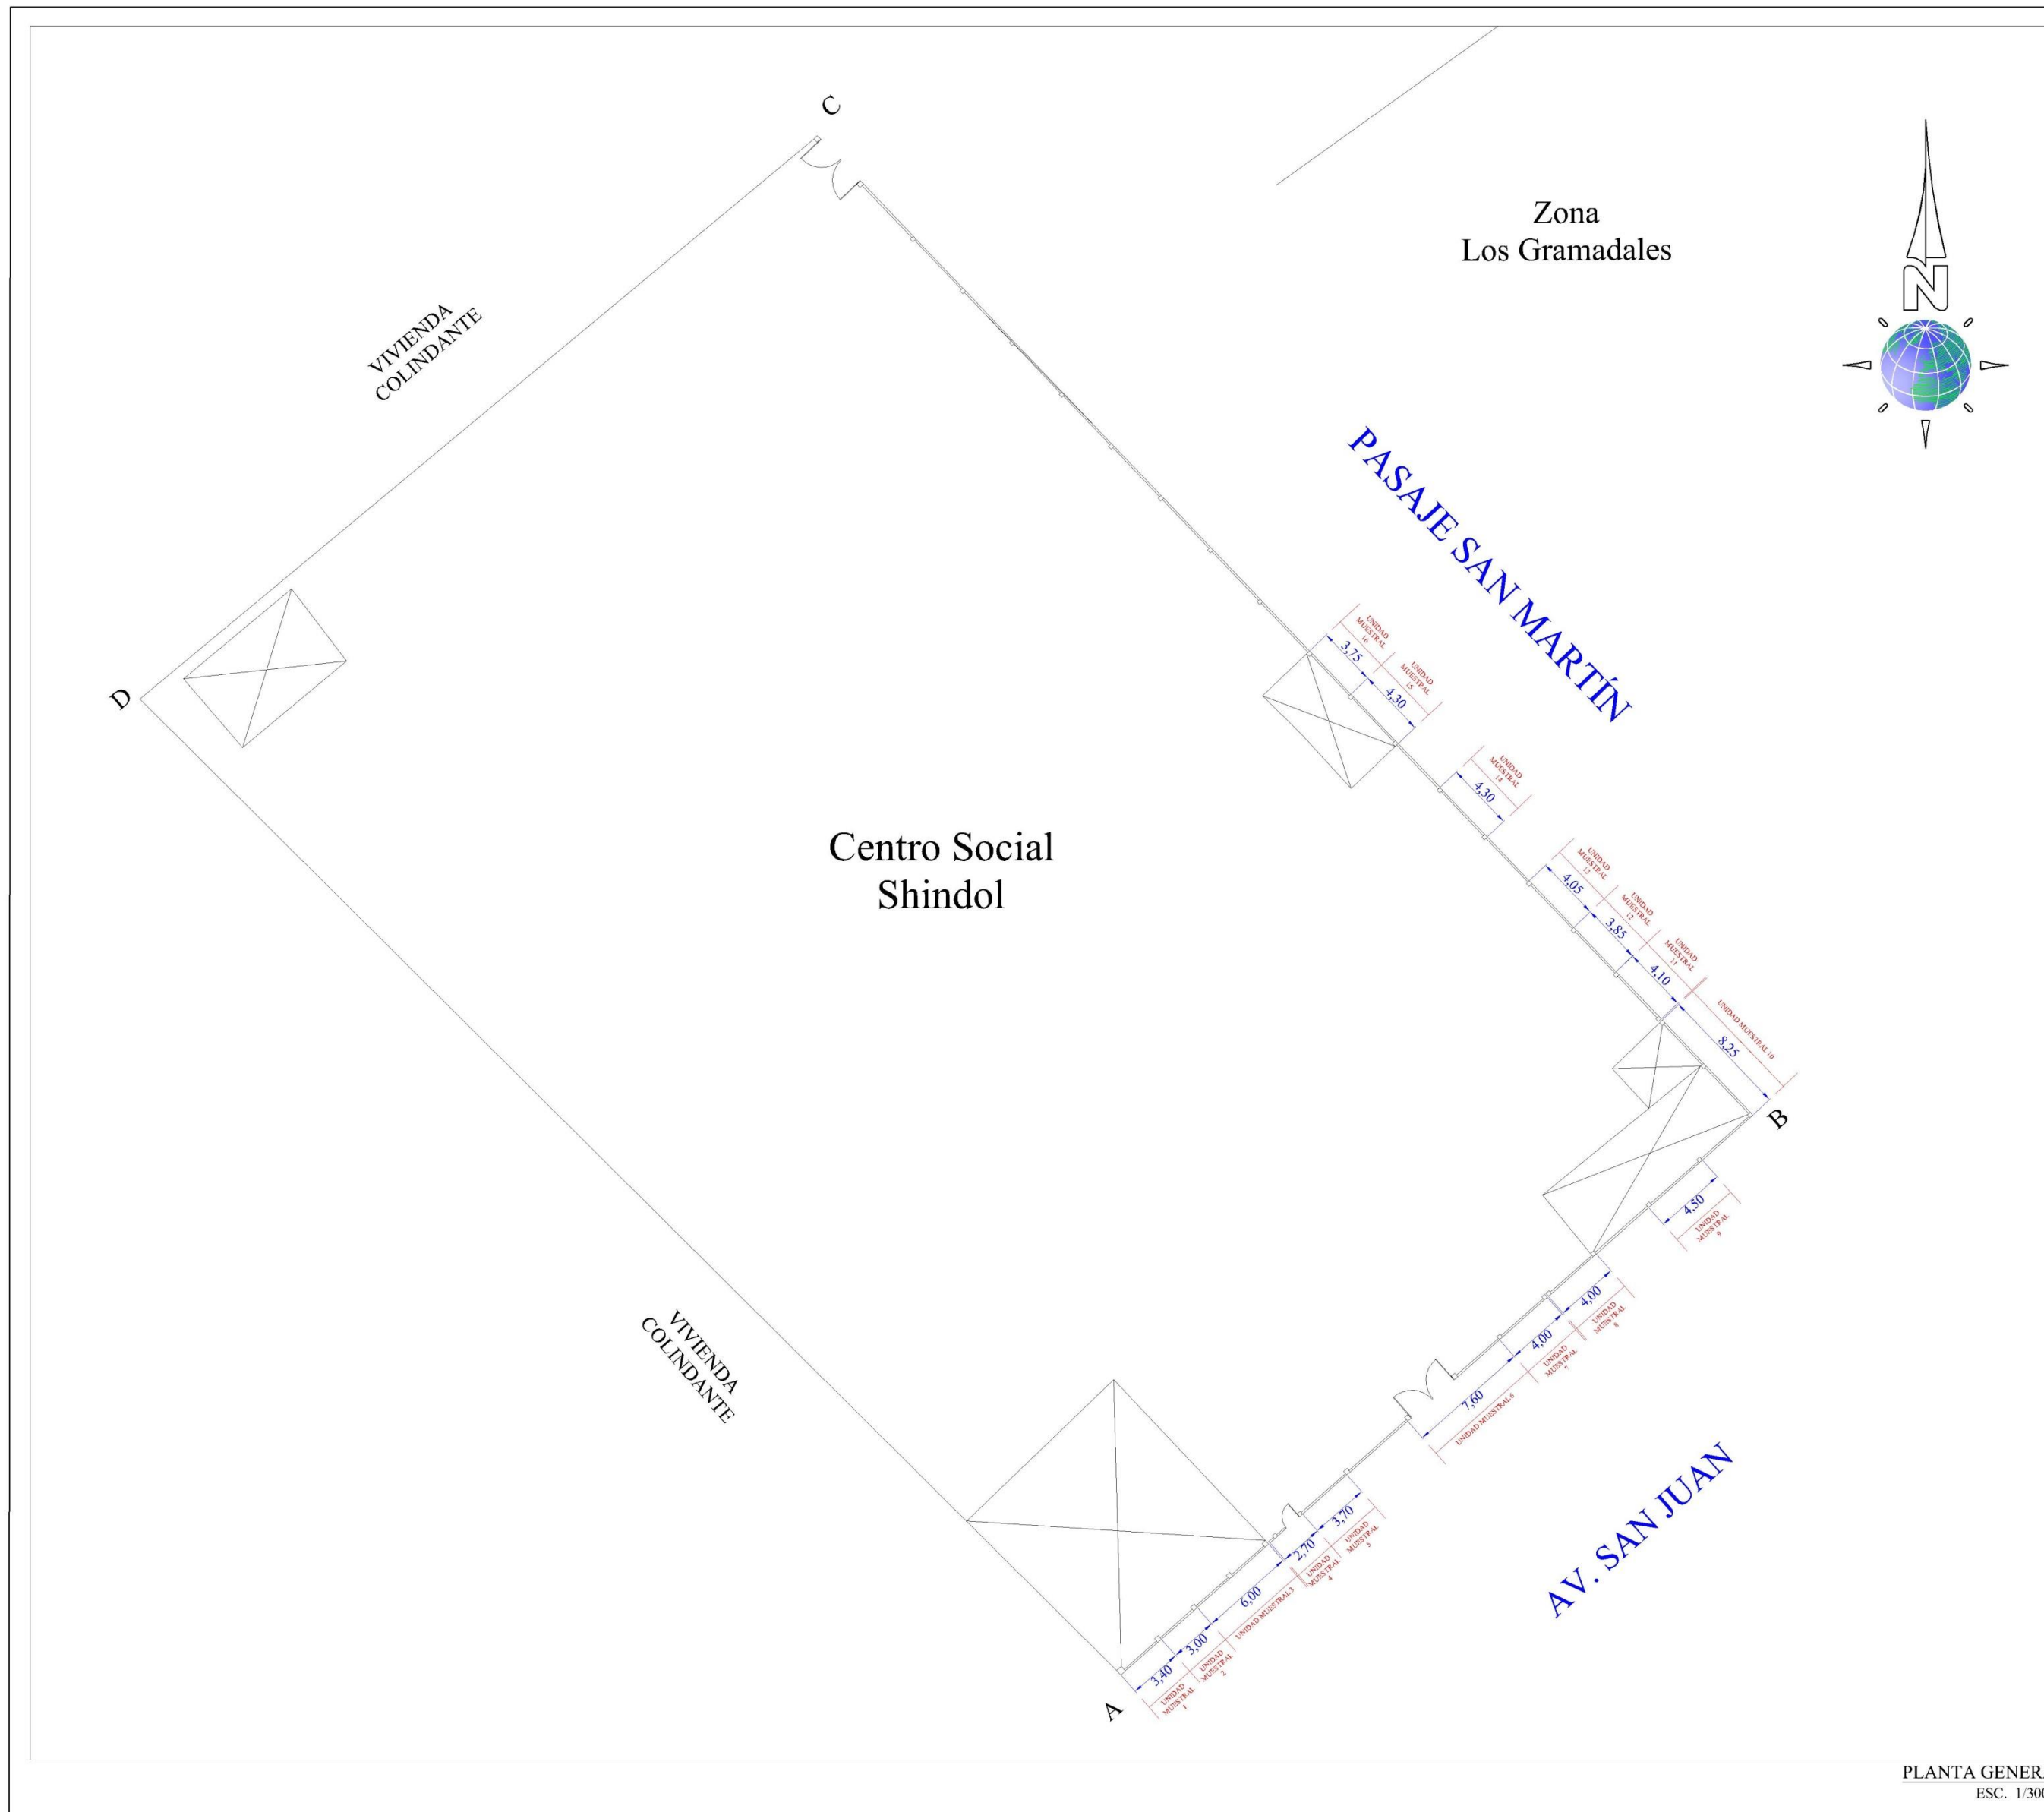 C
Zona
Los Gramadales
N
VIVIENDA
COLINDANTE
PASAJE SAN MARTÍN
UNIDAD
MUESTRAL
16
3,75
UNIDAD
MUESTRAL
15
4,30
D
UNIDAD
MUESTRAL
14
4,30
Centro Social
Shindol
UNIDAD
MUESTRAL
13
4,05
UNIDAD
MUESTRAL
12
3,85
UNIDAD
MUESTRAL
11
4,10
UNIDAD MUESTRAL 10
8,25
B
4,50
UNIDAD
MUESTRAL
9
4,00
UNIDAD
MUESTRAL
8
4,00
UNIDAD
MUESTRAL
7
7,60
UNIDAD MUESTRAL 6
VIVIENDA
COLINDANTE
AV. SAN JUAN
3,70
UNIDAD
MUESTRAL
5
2,70
UNIDAD
MUESTRAL
4
6,00
UNIDAD MUESTRAL 3
3,00
UNIDAD
MUESTRAL
2
3,40
UNIDAD
MUESTRAL
1
A
PLANTA GENER
ESC. 1/300